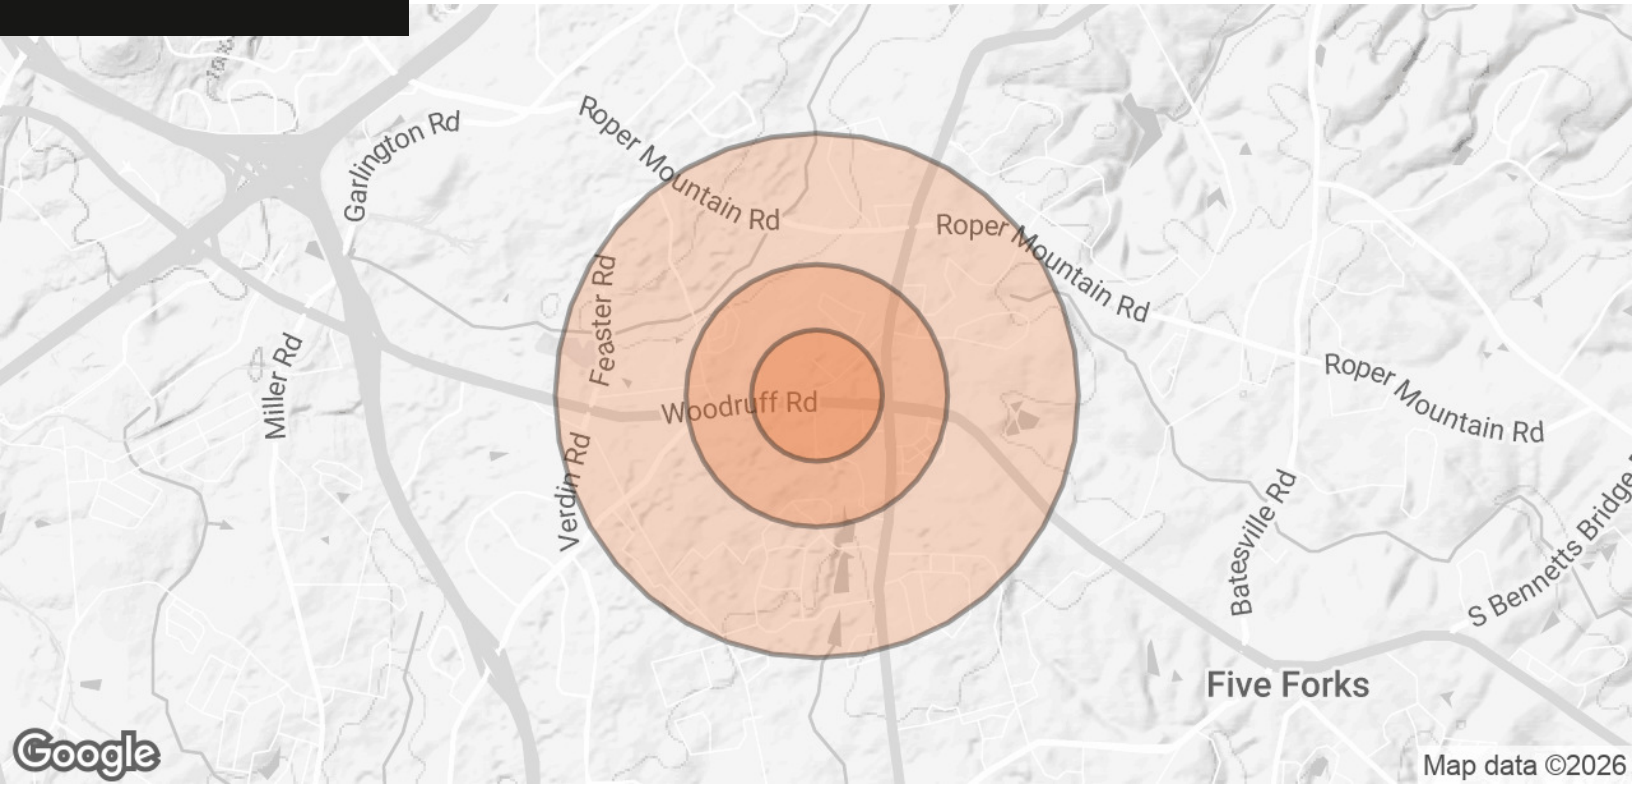 Garlington Rd
Roper Mountain Rd
Roper Mountain Rd
Feaster Rd
Miller Rd
Woodruff Rd
Roper Mountain Rd
Verdin Rd
Batesville Rd
S Bennetts Bridge
Five Forks
Google
Map data ©2026